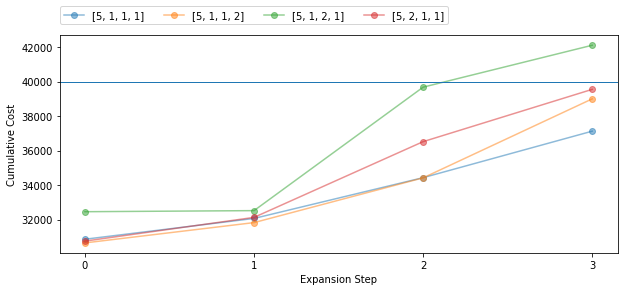 [5, 1, 1, 1] [5, 1, 1, 2] [5, 1, 2, 1] [5, 2, 1, 1]
42000
40000
38000
36000
34000
32000
Cumulative Cost
0 1 2 3
Expansion Step